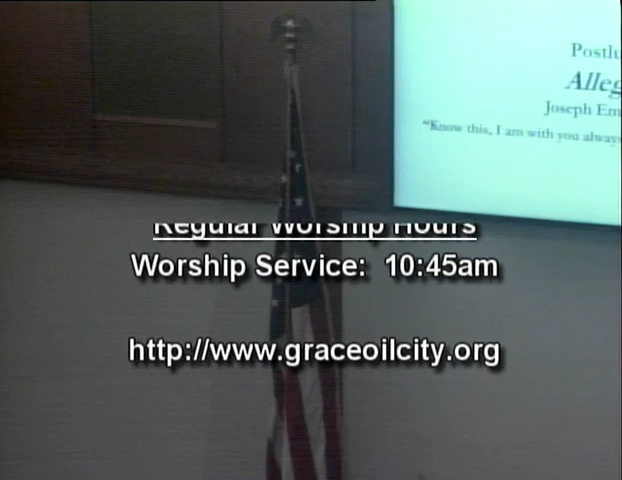 Postlu
Alleg
Joseph Em
"Know this, I am with you always
Regular Worship Hours
Worship Service: 10:45am
http://www.graceoilcity.org